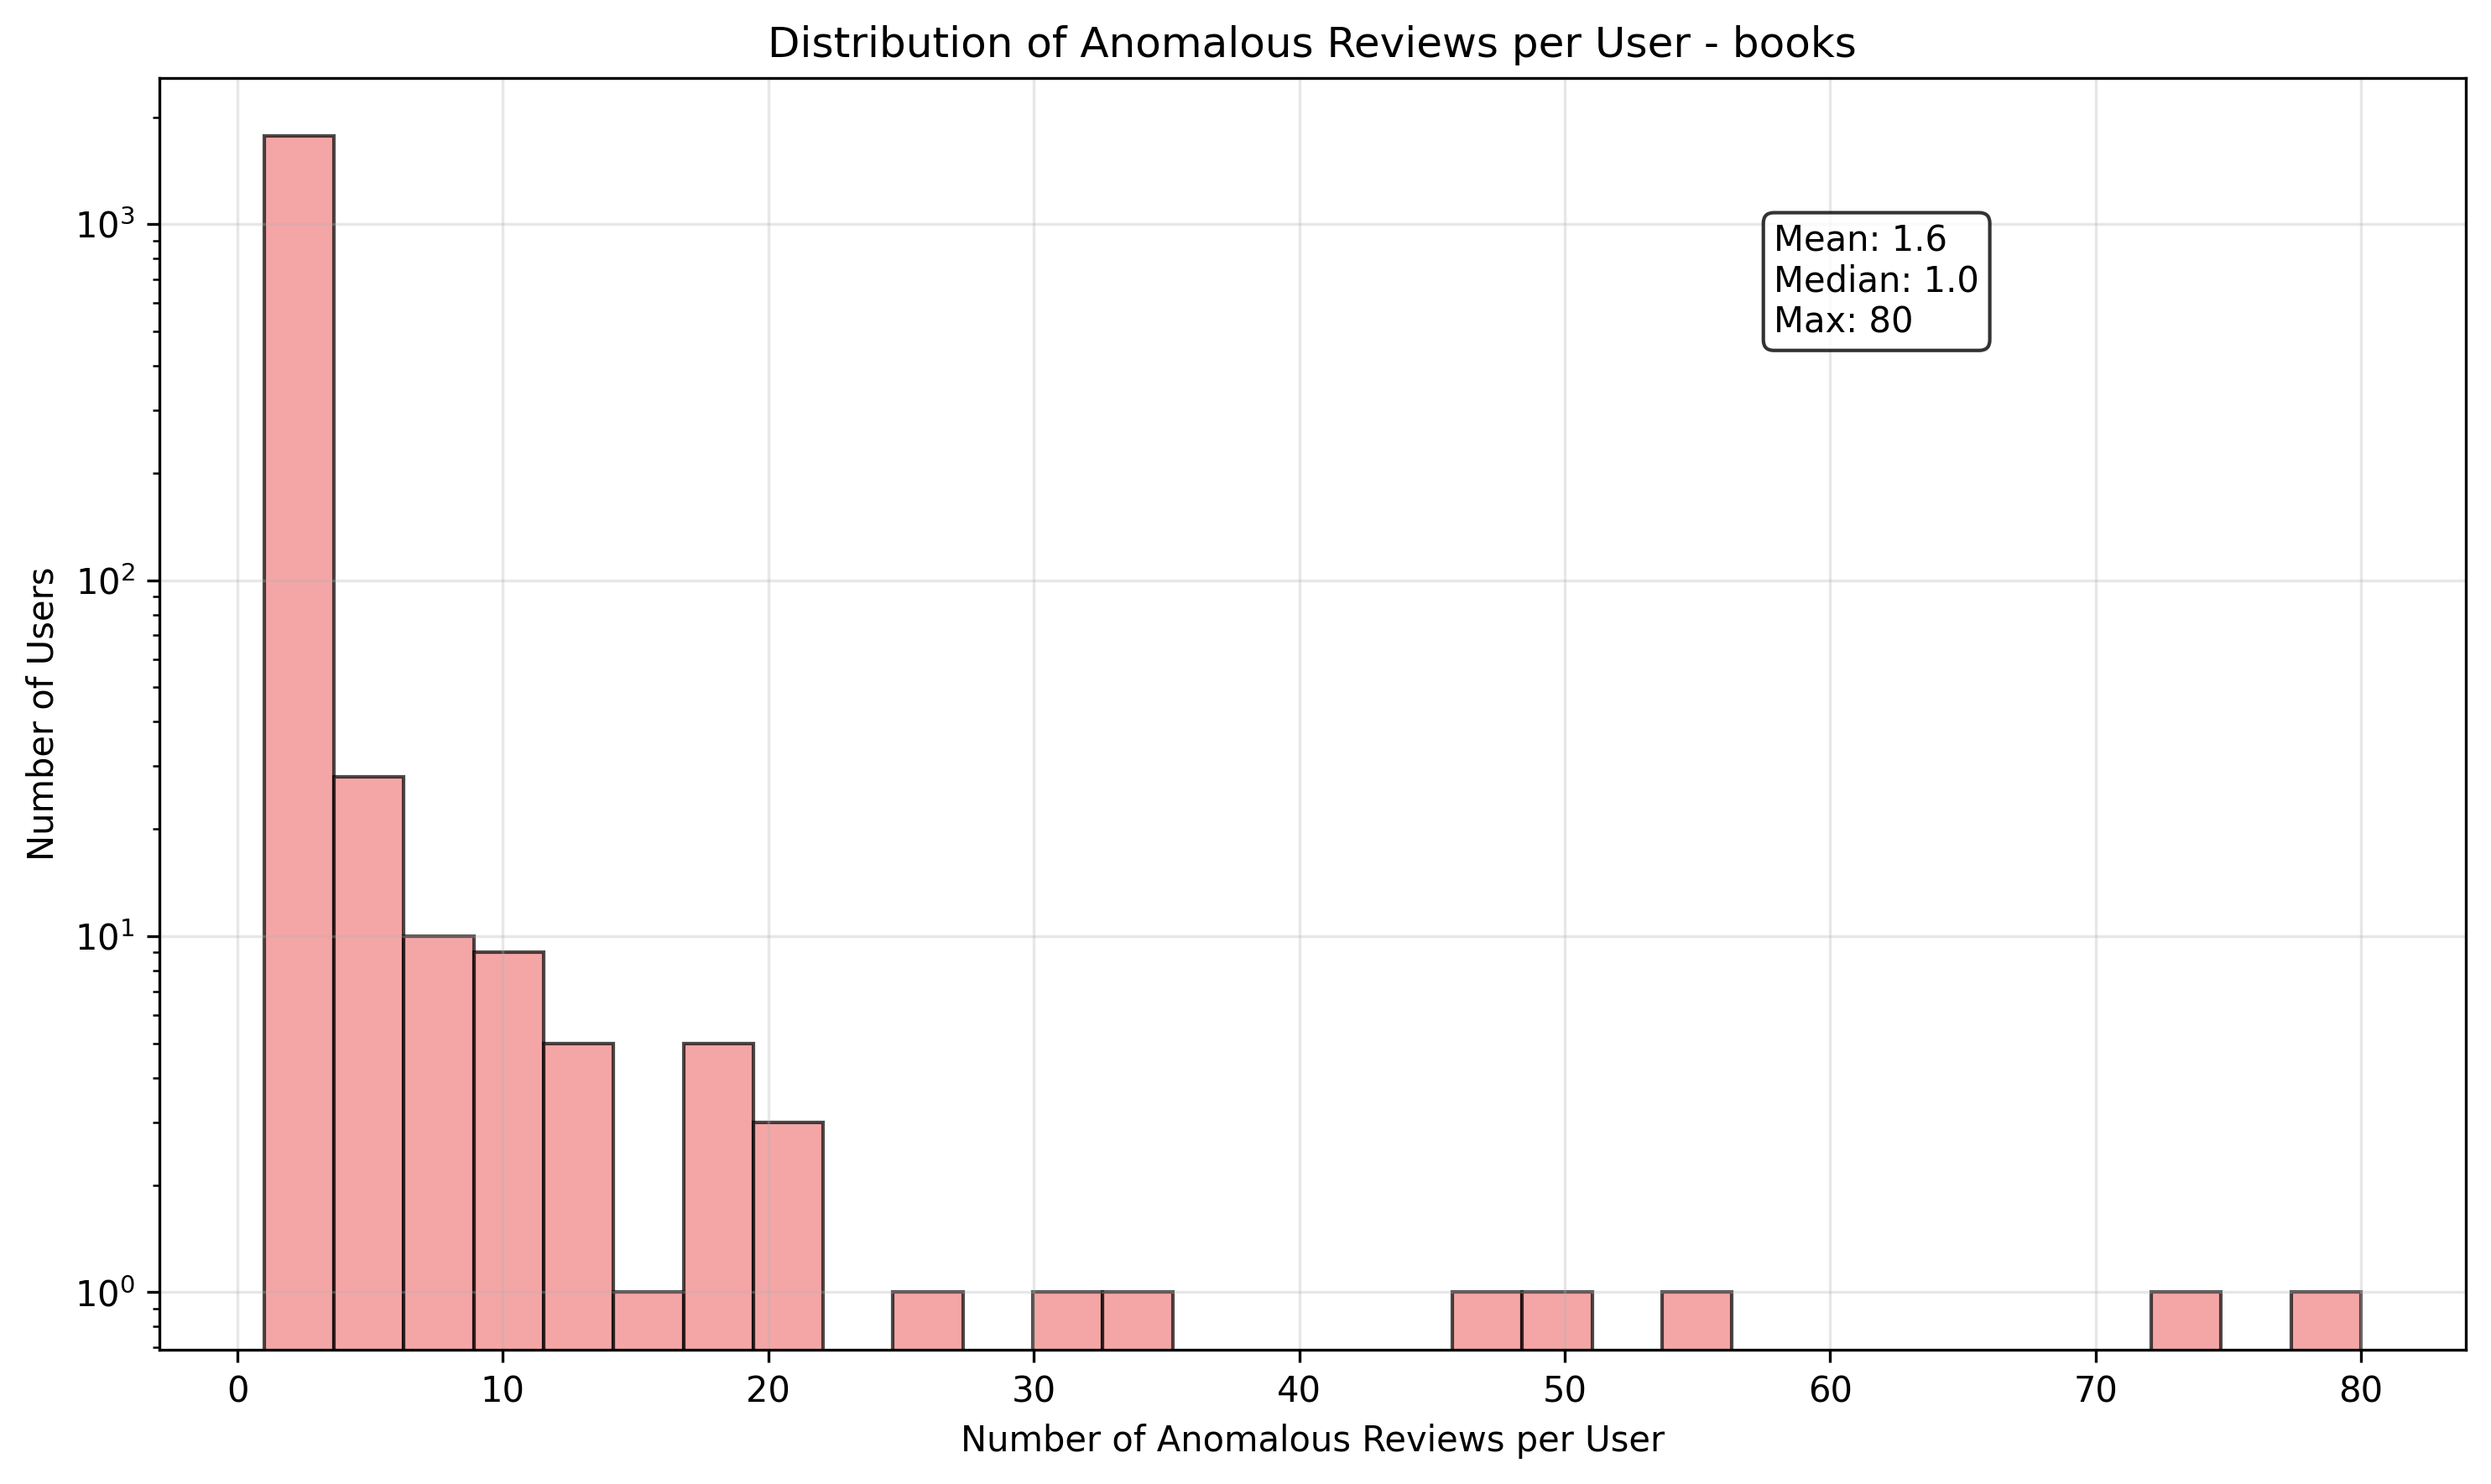 Distribution of Anomalous Reviews per User - books
Number of Users
10³
10²
10¹
10⁰
Mean: 1.6
Median: 1.0
Max: 80
0 10 20 30 40 50 60 70 80
Number of Anomalous Reviews per User